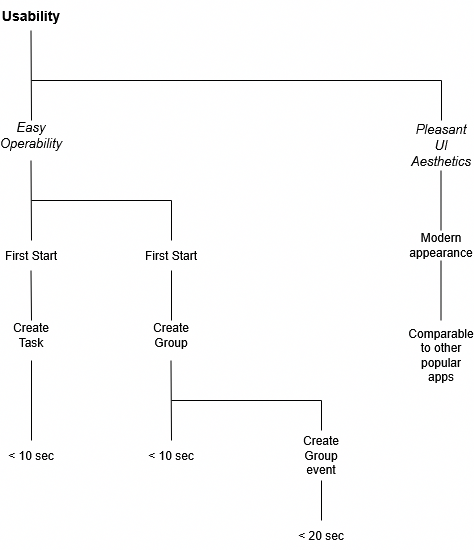 Usability
Easy
Operability
Pleasant
UI
Aesthetics
First Start
First Start
Modern
appearance
Create
Task
Create
Group
Comparable
to other
popular
apps
< 10 sec
< 10 sec
Create
Group
event
< 20 sec